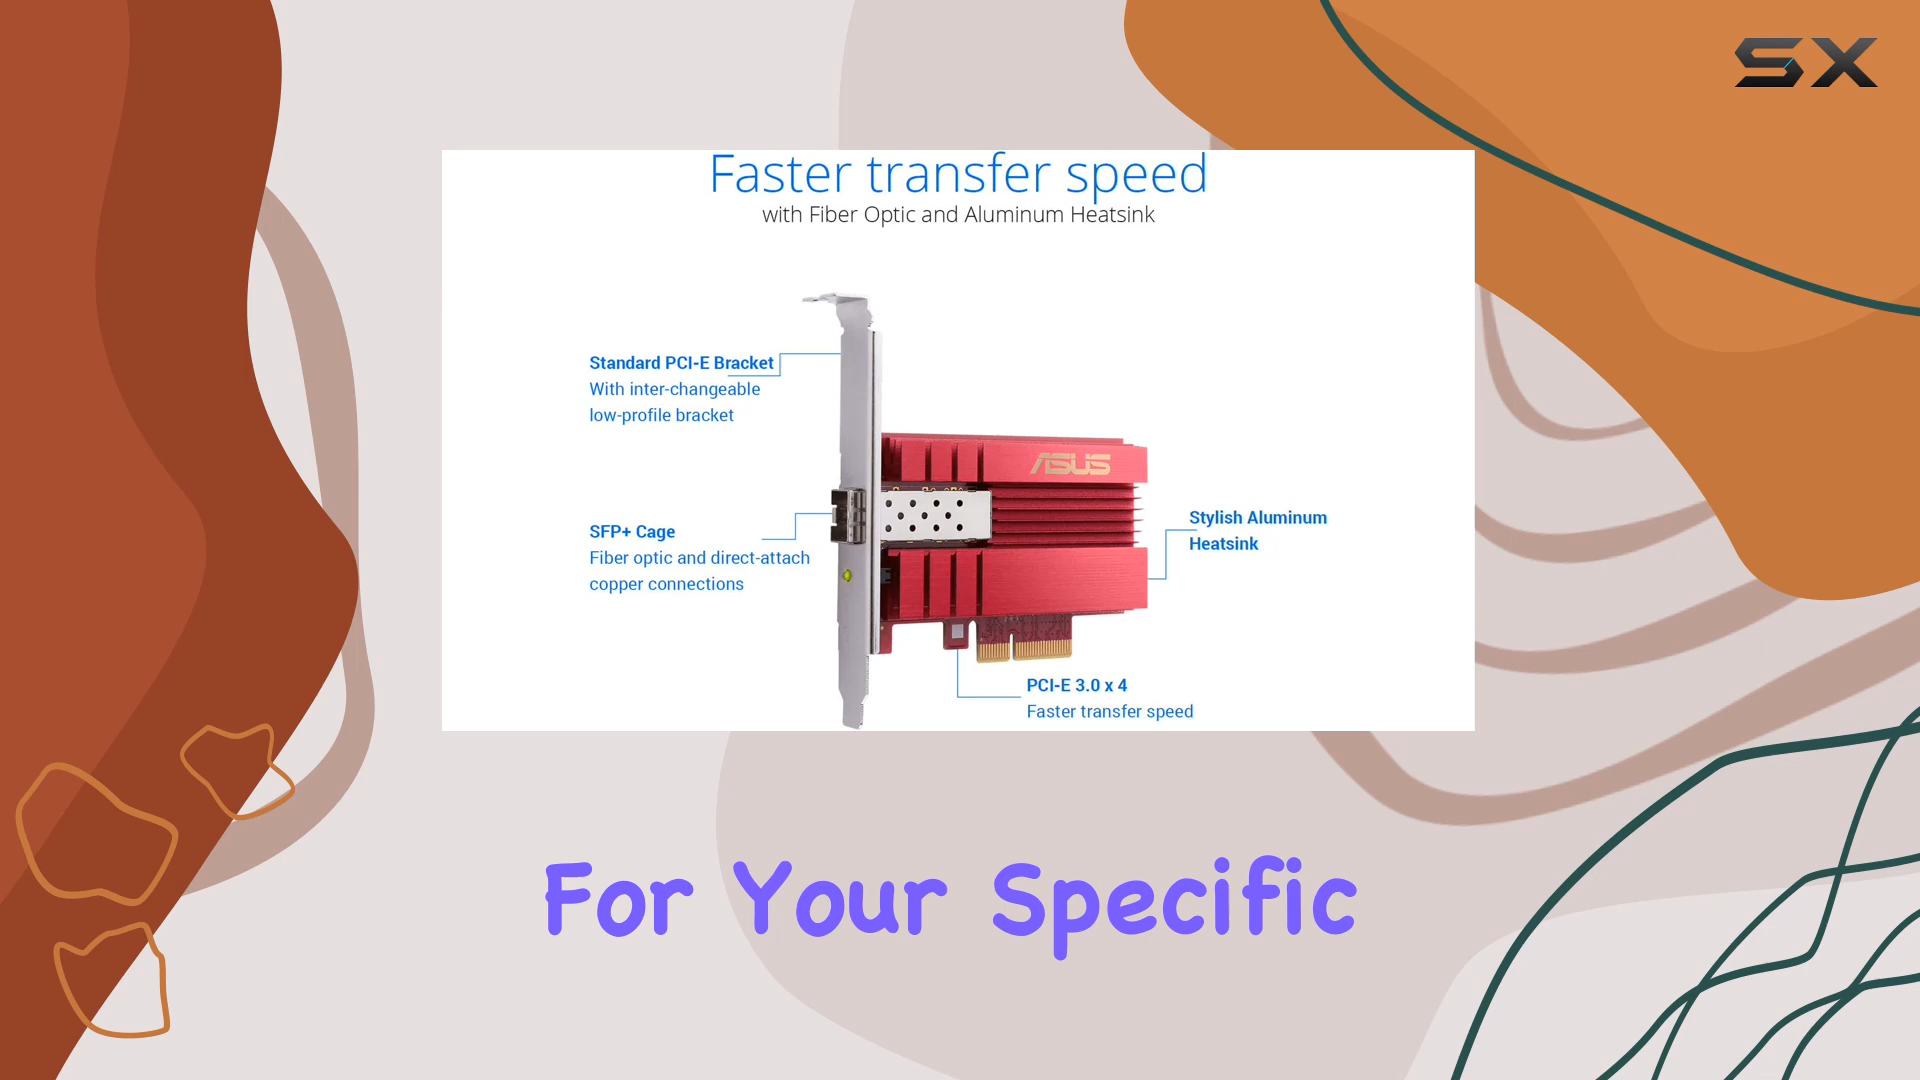 SX
Faster transfer speed
with Fiber Optic and Aluminum Heatsink
Standard PCI-E Bracket
With inter-changeable
low-profile bracket
ASUS
SFP+ Cage
Fiber optic and direct-attach
copper connections
Stylish Aluminum
Heatsink
PCI-E 3.0 x 4
Faster transfer speed
For Your Specific